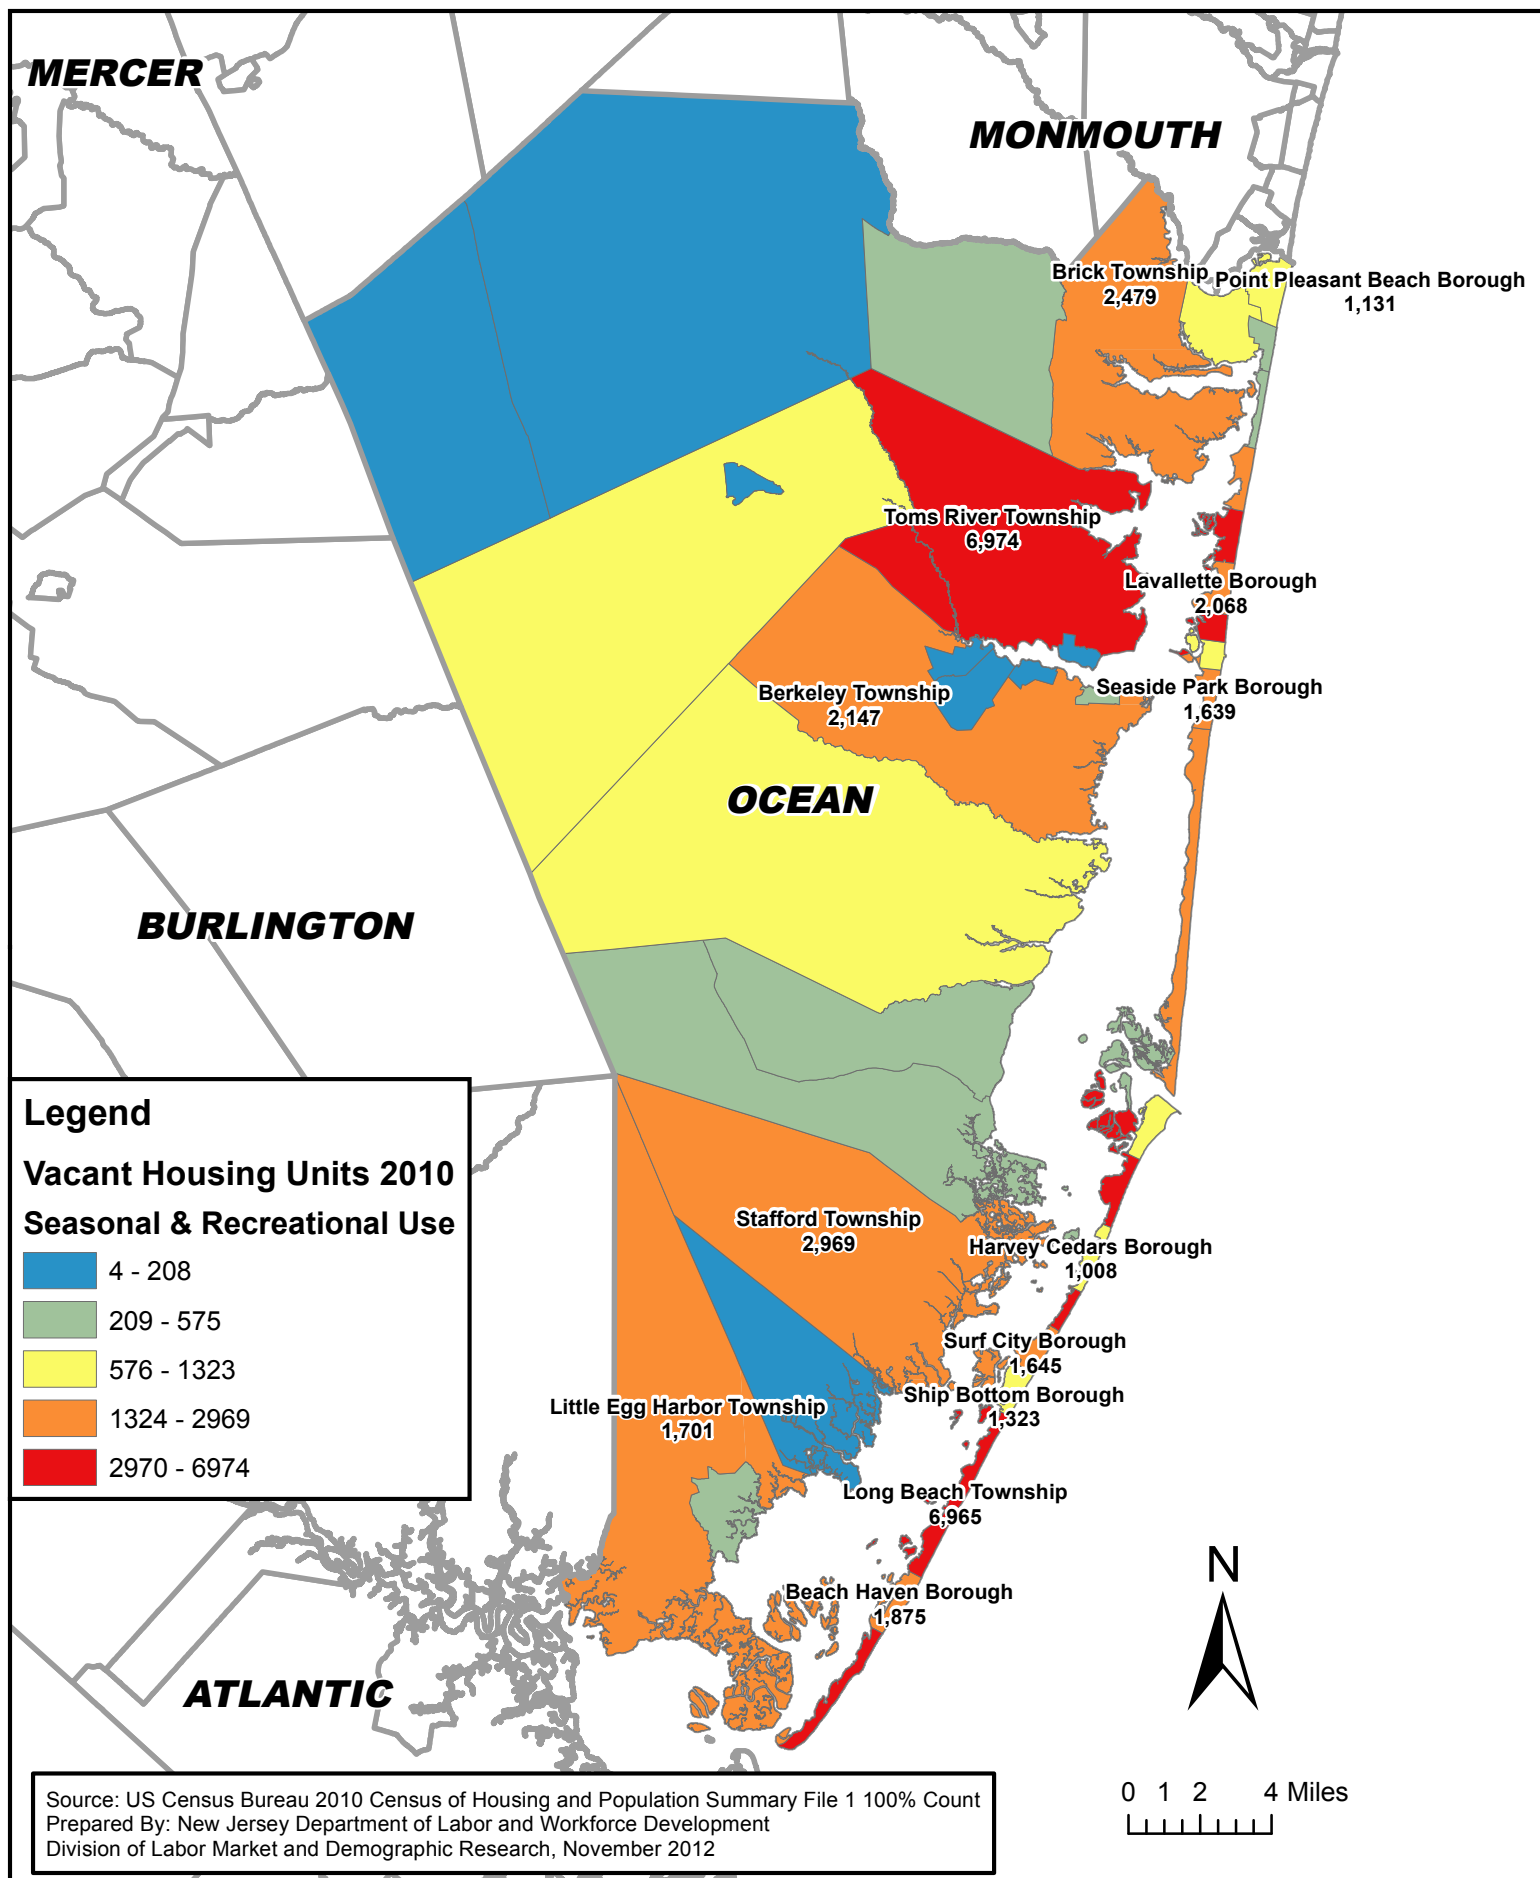 MERCER
MONMOUTH
Brick Township
2,479
Point Pleasant Beach Borough
1,131
Toms River Township
6,974
Lavallette Borough
2,068
Seaside Park Borough
1,639
Berkeley Township
2,147
OCEAN
BURLINGTON
Legend
Vacant Housing Units 2010
Seasonal & Recreational Use
4 - 208
209 - 575
576 - 1323
1324 - 2969
2970 - 6974
Stafford Township
2,969
Harvey Cedars Borough
1,008
Surf City Borough
1,645
Ship Bottom Borough
1,323
Little Egg Harbor Township
1,701
Long Beach Township
6,965
Beach Haven Borough
1,875
N
ATLANTIC
0 1 2 4 Miles
Source: US Census Bureau 2010 Census of Housing and Population Summary File 1 100% Count
Prepared By: New Jersey Department of Labor and Workforce Development
Division of Labor Market and Demographic Research, November 2012